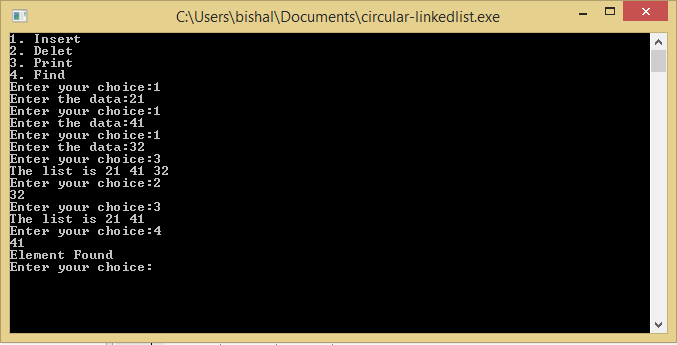 C:\Users\bishal\Documents\circular-linkedlist.exe
1. Insert
2. Delet
3. Print
4. Find
Enter your choice:1
Enter the data:21
Enter your choice:1
Enter the data:41
Enter your choice:1
Enter the data:32
Enter your choice:3
The list is 21 41 32
Enter your choice:2
32
Enter your choice:3
The list is 21 41
Enter your choice:4
41
Element Found
Enter your choice: